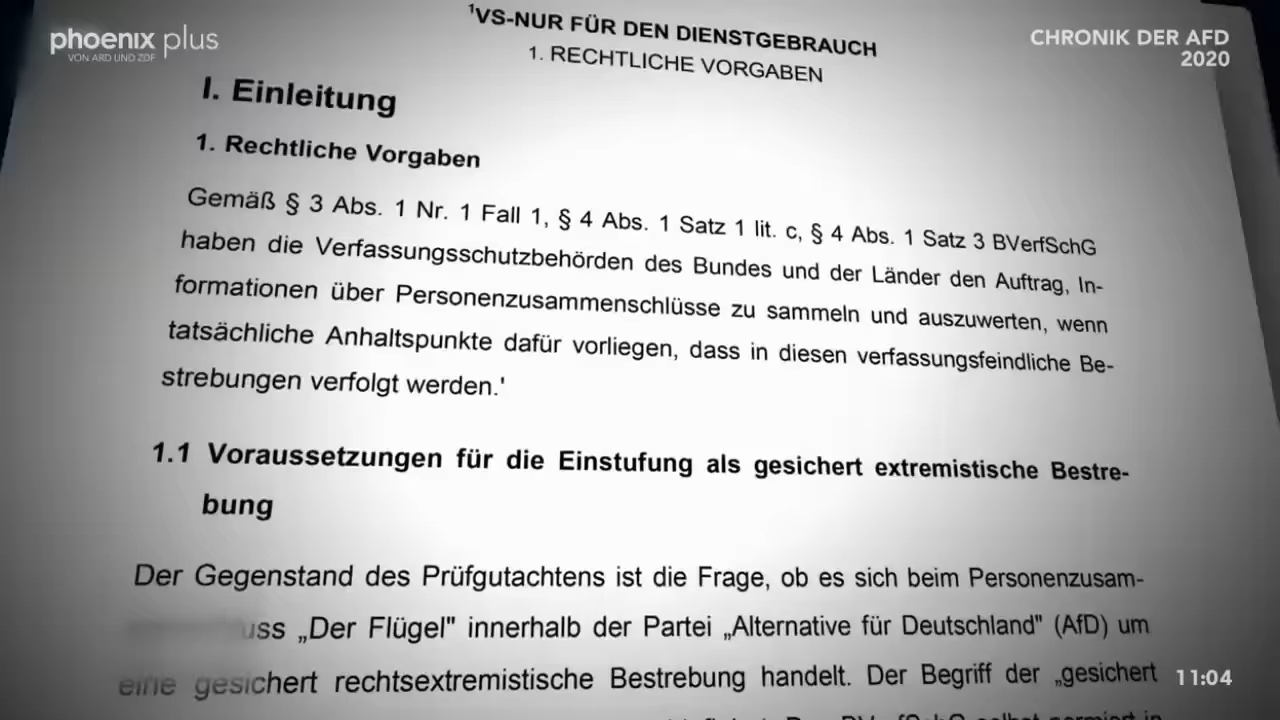 phoenix plus
VON ARD UND ZDF
CHRONIK DER AFD
2020
¹VS-NUR FÜR DEN DIENSTGEBRAUCH
1. RECHTLICHE VORGABEN
I. Einleitung
1. Rechtliche Vorgaben
Gemäß § 3 Abs. 1 Nr. 1 Fall 1, § 4 Abs. 1 Satz 1 lit. c, § 4 Abs. 1 Satz 3 BVerfSchG
haben die Verfassungsschutzbehörden des Bundes und der Länder den Auftrag, In-
formationen über Personenzusammenschlüsse zu sammeln und auszuwerten, wenn
tatsächliche Anhaltspunkte dafür vorliegen, dass in diesen verfassungsfeindliche Be-
strebungen verfolgt werden.'
1.1 Voraussetzungen für die Einstufung als gesichert extremistische Bestre-
bung
Der Gegenstand des Prüfgutachtens ist die Frage, ob es sich beim Personenzusam-
uss „Der Flügel" innerhalb der Partei „Alternative für Deutschland" (AfD) um
eine gesichert rechtsextremistische Bestrebung handelt. Der Begriff der „gesichert
11:04